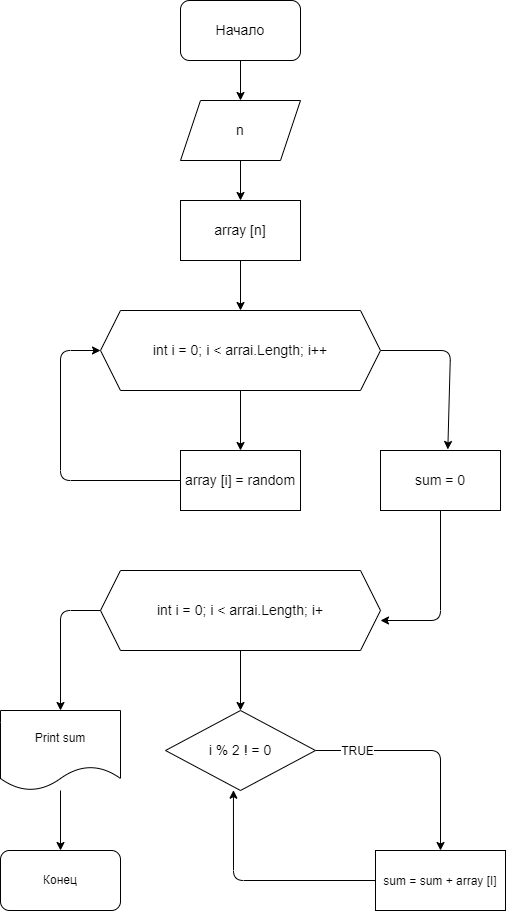 Начало
n
array [n]
int i = 0; i < arrai.Length; i++
array [i] = random
sum = 0
int i = 0; i < arrai.Length; i+
Print sum
i % 2 ! = 0
TRUE
sum = sum + array [I]
Конец